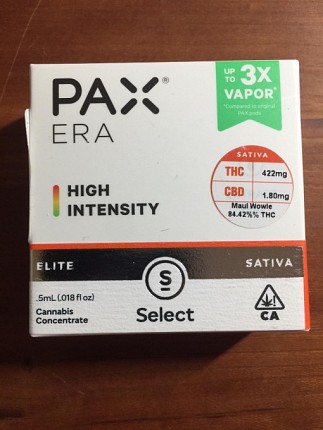 PAX®
ERA
UP TO 3X
VAPOR*
*Compared to original
PAX pods
HIGH
INTENSITY
SATIVA
THC 422mg
CBD 1.80mg
Maui Wowie
84.42%% THC
ELITE
SATIVA
S
Select
.5mL (.018 fl oz)
Cannabis
Concentrate
!
CA